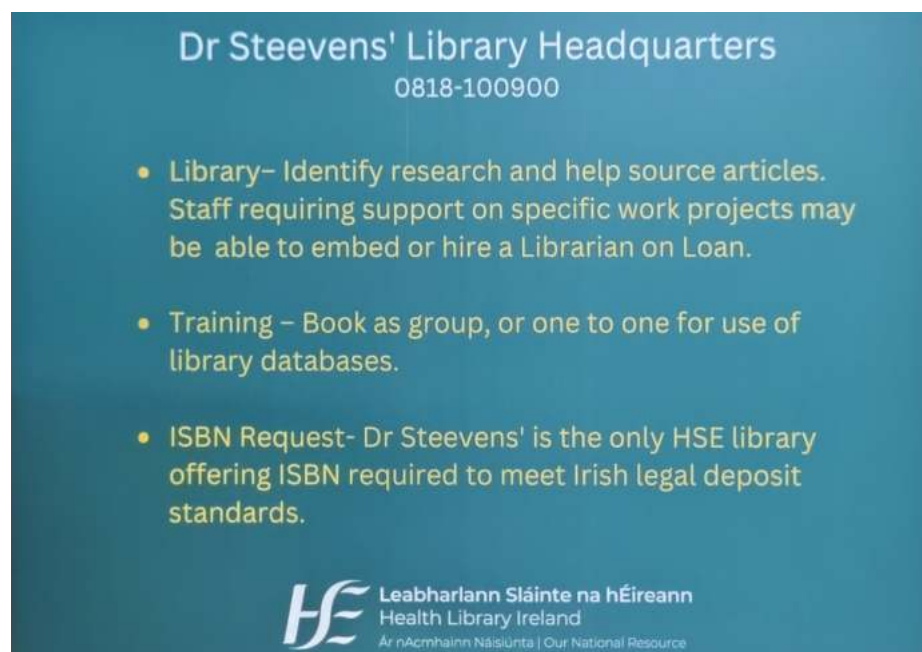 Dr Steevens' Library Headquarters
0818-100900
• Library– Identify research and help source articles.
Staff requiring support on specific work projects may
be able to embed or hire a Librarian on Loan.
• Training – Book as group, or one to one for use of
library databases.
• ISBN Request- Dr Steevens' is the only HSE library
offering ISBN required to meet Irish legal deposit
standards.
HE Leabharlann Sláinte na hÉireann
Health Library Ireland
Ár nAcmhainn Náisiúnta | Our National Resource